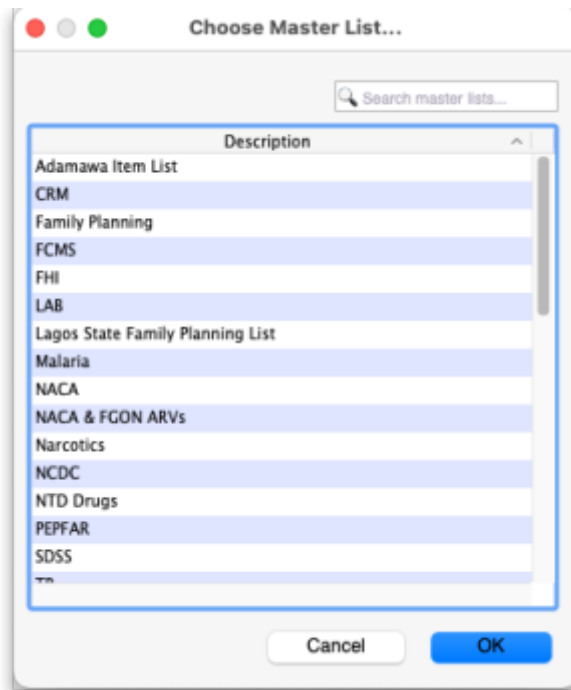 Choose Master List...
Search master lists...
Description
Adamawa Item List
CRM
Family Planning
FCMS
FHI
LAB
Lagos State Family Planning List
Malaria
NACA
NACA & FGON ARVs
Narcotics
NCDC
NTD Drugs
PEPFAR
SDSS
Cancel
OK